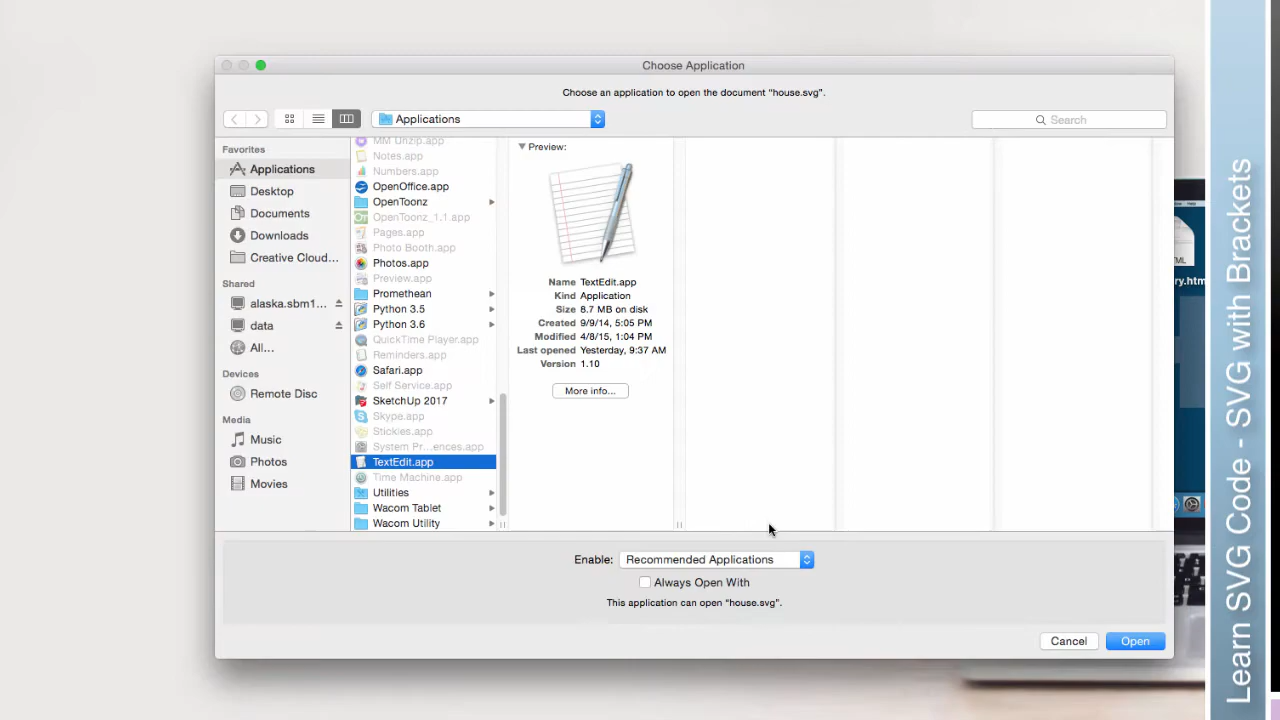 Choose Application
Choose an application to open the document "house.svg".
Applications
Search
Favorites
Applications
Desktop
Documents
Downloads
Creative Cloud...
Shared
alaska.sbm1...
data
All...
Devices
Remote Disc
Media
Music
Photos
Movies
MM Unzip.app
Notes.app
Numbers.app
OpenOffice.app
OpenToonz
OpenToonz_1.1.app
Pages.app
Photo Booth.app
Photos.app
Preview.app
Promethean
Python 3.5
Python 3.6
QuickTime Player.app
Reminders.app
Safari.app
Self Service.app
SketchUp 2017
Skype.app
Stickies.app
System Pr...ences.app
TextEdit.app
Time Machine.app
Utilities
Wacom Tablet
Wacom Utility
Preview:
Name TextEdit.app
Kind Application
Size 8.7 MB on disk
Created 9/9/14, 5:05 PM
Modified 4/8/15, 1:04 PM
Last opened Yesterday, 9:37 AM
Version 1.10
More info...
Enable: Recommended Applications
Always Open With
This application can open "house.svg".
Cancel
Open
Learn SVG Code - SVG with Brackets